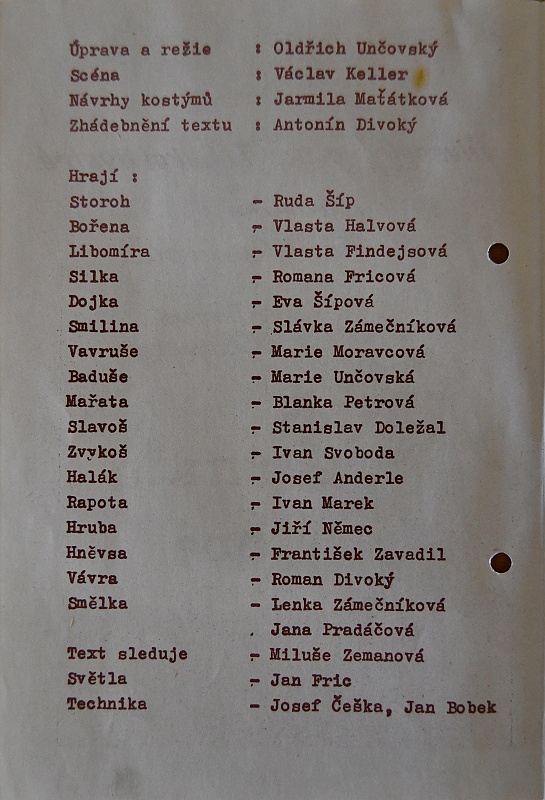 Úprava a režie : Oldřich Unčovský
Scéna : Václav Keller
Návrhy kostýmů : Jarmila Maťátková
Zhádebnění textu : Antonín Divoký
Hrají :
Storoh - Ruda Šíp
Bořena - Vlasta Halvová
Libomíra - Vlasta Findejsová
Silka - Romana Fricová
Dojka - Eva Šípová
Smilina - Slávka Zámečníková
Vavruše - Marie Moravcová
Baduše - Marie Unčovská
Mařata - Blanka Petrová
Slavoš - Stanislav Doležal
Zvykoš - Ivan Svoboda
Halák - Josef Anderle
Rapota - Ivan Marek
Hruba - Jiří Němec
Hněvsa - František Zavadil
Vávra - Roman Divoký
Smělka - Lenka Zámečníková
Jana Pradáčová
Text sleduje - Miluše Zemanová
Světla - Jan Fric
Technika - Josef Češka, Jan Bobek